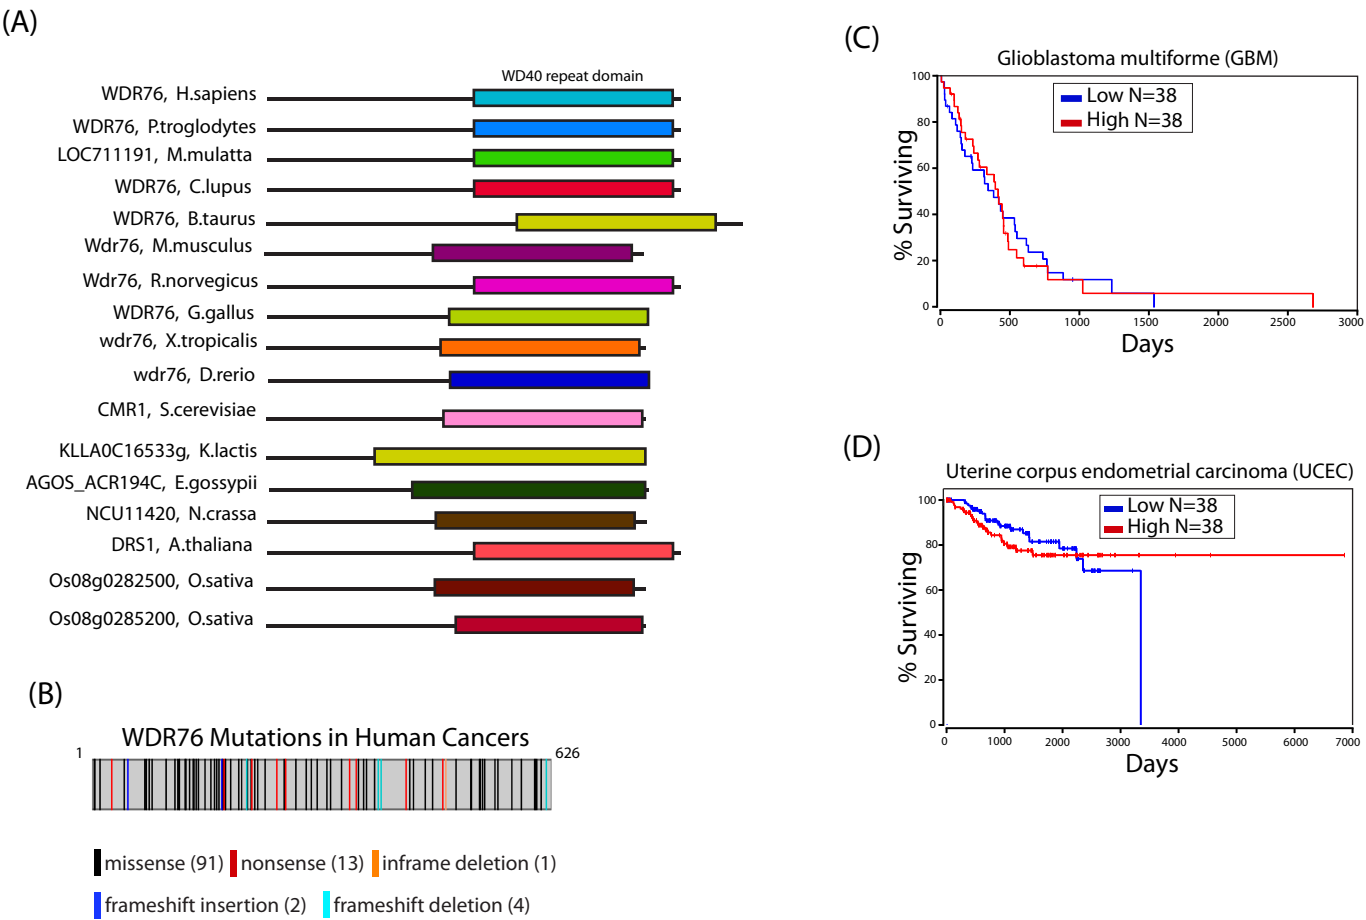 (A)
WD40 repeat domain
WDR76, H.sapiens
WDR76, P.troglodytes
LOC711191, M.mulatta
WDR76, C.lupus
WDR76, B.taurus
Wdr76, M.musculus
Wdr76, R.norvegicus
WDR76, G.gallus
wdr76, X.tropicalis
wdr76, D.rerio
CMR1, S.cerevisiae
KLLA0C16533g, K.lactis
AGOS_ACR194C, E.gossypii
NCU11420, N.crassa
DRS1, A.thaliana
Os08g0282500, O.sativa
Os08g0285200, O.sativa
(B)
WDR76 Mutations in Human Cancers
1
626
missense (91)
nonsense (13)
inframe deletion (1)
frameshift insertion (2)
frameshift deletion (4)
(C)
Glioblastoma multiforme (GBM)
Low N=38
High N=38
% Surviving
100
80
60
40
20
0
0 500 1000 1500 2000 2500 3000
Days
(D)
Uterine corpus endometrial carcinoma (UCEC)
Low N=38
High N=38
% Surviving
100
80
60
40
20
0
0 1000 2000 3000 4000 5000 6000 7000
Days